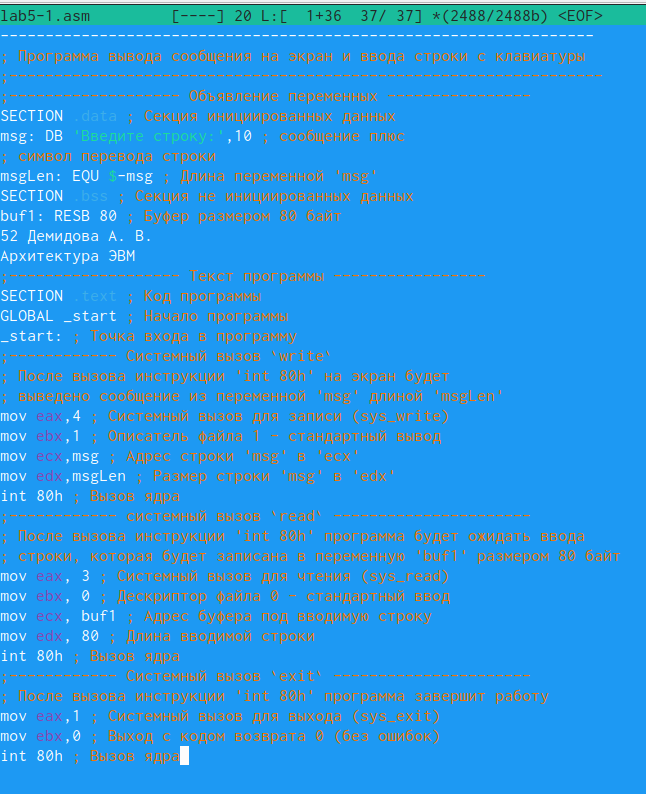 lab5-1.asm [----] 20 L:[ 1+36 37/ 37] *(2488/2488b) <EOF>
------------------------------------------------------------------
; Программа вывода сообщения на экран и ввода строки с клавиатуры
;------------------------------------------------------------------
;------------------- Объявление переменных ----------------
SECTION .data ; Секция инициированных данных
msg: DB 'Введите строку:',10 ; сообщение плюс
; символ перевода строки
msgLen: EQU $-msg ; Длина переменной 'msg'
SECTION .bss ; Секция не инициированных данных
buf1: RESB 80 ; Буфер размером 80 байт
52 Демидова А. В.
Архитектура ЭВМ
;------------------- Текст программы -----------------
SECTION .text ; Код программы
GLOBAL _start ; Начало программы
_start: ; Точка входа в программу
;------------ Системный вызов `write`
; После вызова инструкции 'int 80h' на экран будет
; выведено сообщение из переменной 'msg' длиной 'msgLen'
mov eax,4 ; Системный вызов для записи (sys_write)
mov ebx,1 ; Описатель файла 1 - стандартный вывод
mov ecx,msg ; Адрес строки 'msg' в 'ecx'
mov edx,msgLen ; Размер строки 'msg' в 'edx'
int 80h ; Вызов ядра
;------------ системный вызов `read` ----------------------
; После вызова инструкции 'int 80h' программа будет ожидать ввода
; строки, которая будет записана в переменную 'buf1' размером 80 байт
mov eax, 3 ; Системный вызов для чтения (sys_read)
mov ebx, 0 ; Дескриптор файла 0 - стандартный ввод
mov ecx, buf1 ; Адрес буфера под вводимую строку
mov edx, 80 ; Длина вводимой строки
int 80h ; Вызов ядра
;------------ Системный вызов `exit` ----------------------
; После вызова инструкции 'int 80h' программа завершит работу
mov eax,1 ; Системный вызов для выхода (sys_exit)
mov ebx,0 ; Выход с кодом возврата 0 (без ошибок)
int 80h ; Вызов ядра